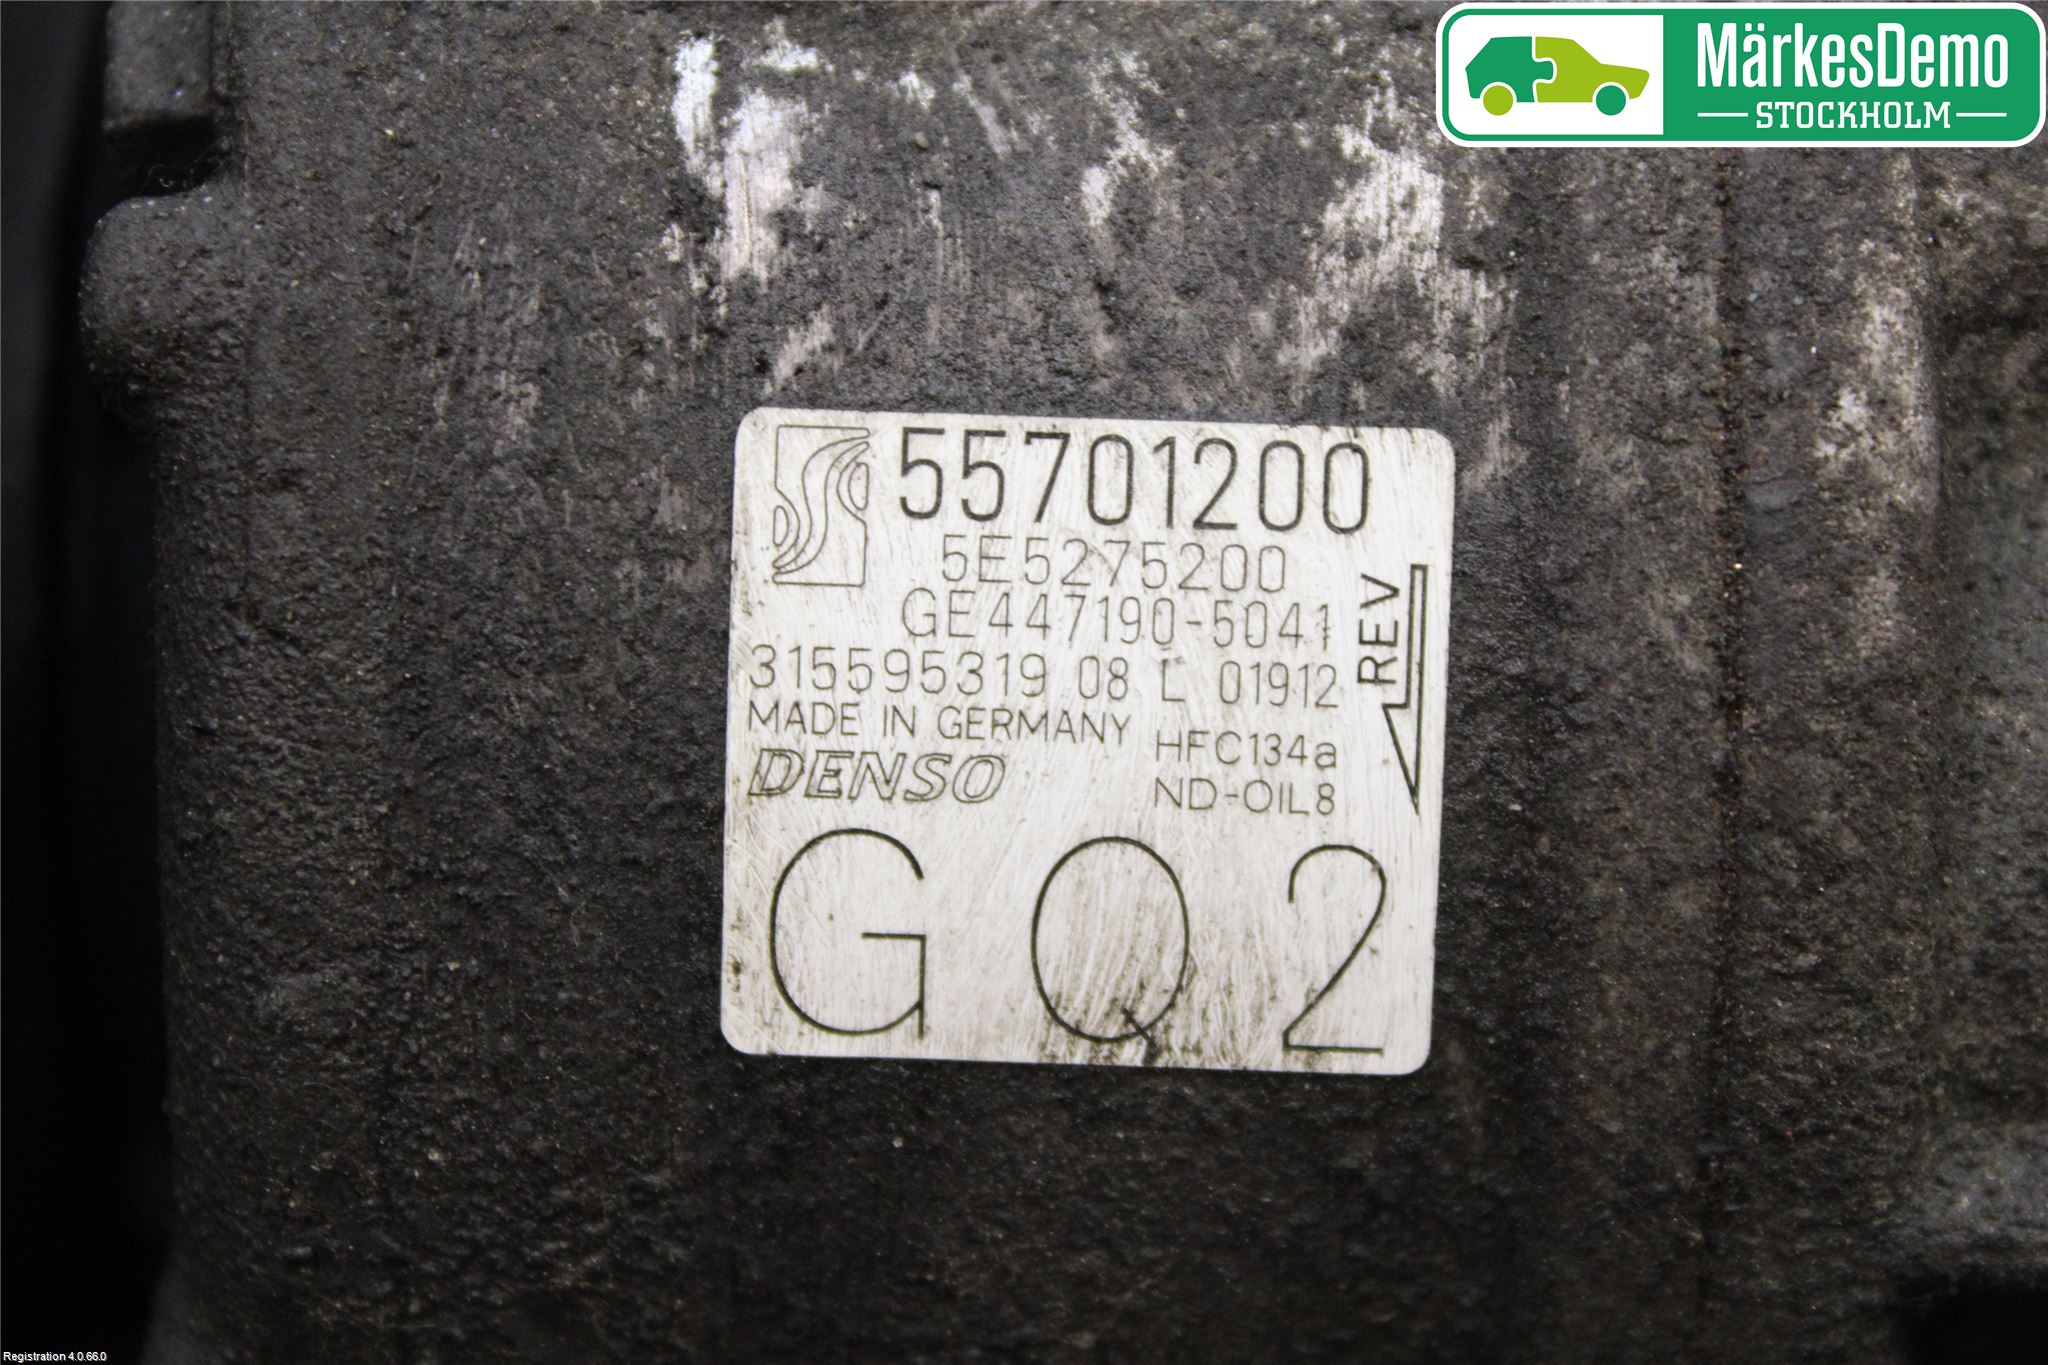 MärkesDemo
STOCKHOLM
55701200
5E5275200
GE447190-5041
REV
315595319 08 L 01912
MADE IN GERMANY
HFC134a
DENSO
ND-OIL8
GQ2
Registration 4.0.66.0